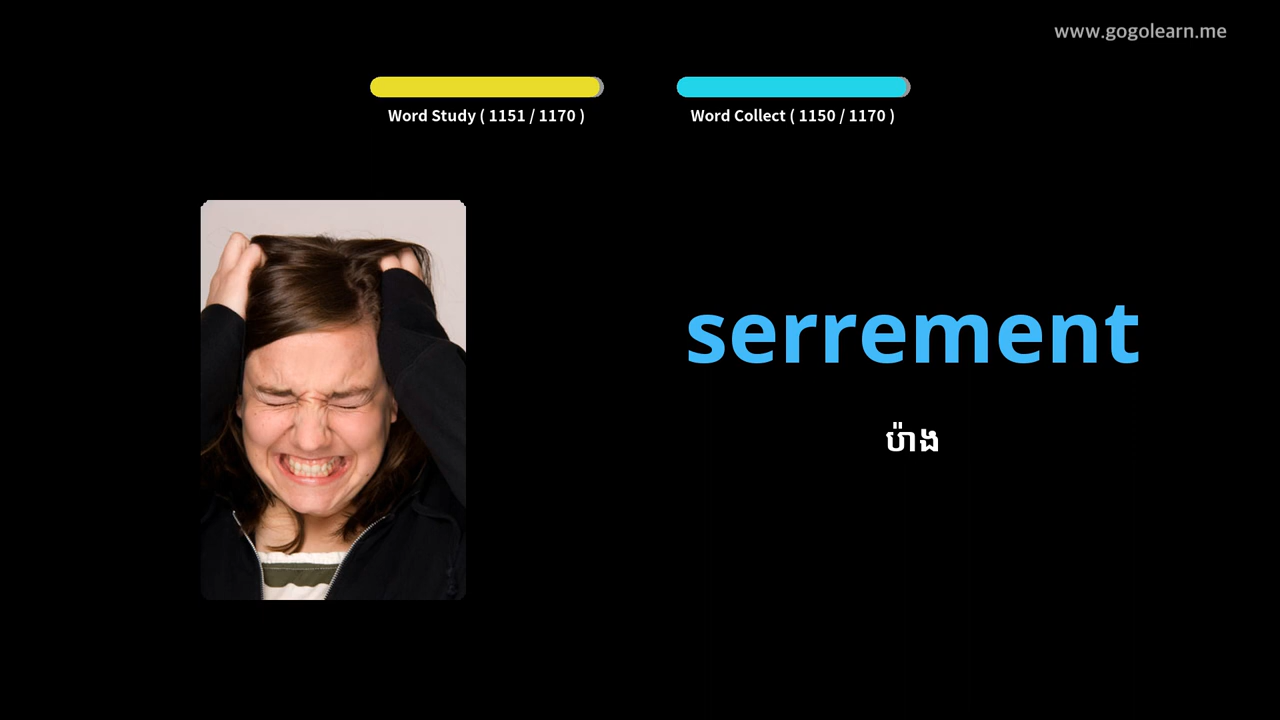 www.gogolearn.me
Word Study ( 1151 / 1170 )
Word Collect ( 1150 / 1170 )
serrement
ប៉ាង